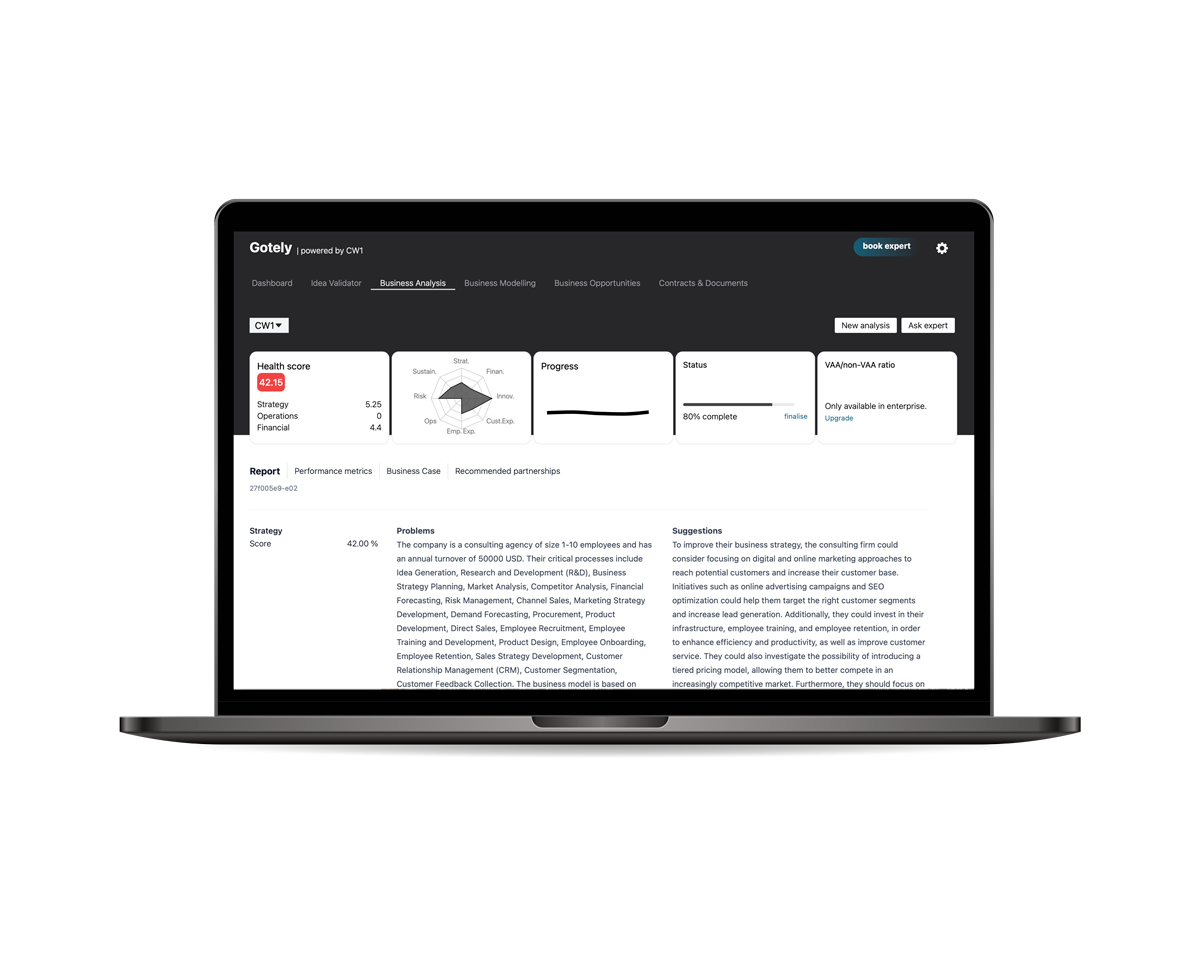 Gotely | powered by CW1
book expert
Dashboard Idea Validator Business Analysis Business Modelling Business Opportunities Contracts & Documents
CW1
New analysis Ask expert
Health score
42.15
Strategy 5.25
Operations 0
Financial 4.4
Strat.
Sustain. Finan.
Risk Innov.
Ops Cust.Exp.
Emp. Exp.
Progress
Status
80% complete finalise
VAA/non-VAA ratio
Only available in enterprise.
Upgrade
Report Performance metrics Business Case Recommended partnerships
27f005e9-e02
Strategy
Score 42.00 %
Problems
The company is a consulting agency of size 1-10 employees and has
an annual turnover of 50000 USD. Their critical processes include
Idea Generation, Research and Development (R&D), Business
Strategy Planning, Market Analysis, Competitor Analysis, Financial
Forecasting, Risk Management, Channel Sales, Marketing Strategy
Development, Demand Forecasting, Procurement, Product
Development, Direct Sales, Employee Recruitment, Employee
Training and Development, Product Design, Employee Onboarding,
Employee Retention, Sales Strategy Development, Customer
Relationship Management (CRM), Customer Segmentation,
Customer Feedback Collection. The business model is based on
Suggestions
To improve their business strategy, the consulting firm could
consider focusing on digital and online marketing approaches to
reach potential customers and increase their customer base.
Initiatives such as online advertising campaigns and SEO
optimization could help them target the right customer segments
and increase lead generation. Additionally, they could invest in their
infrastructure, employee training, and employee retention, in order
to enhance efficiency and productivity, as well as improve customer
service. They could also investigate the possibility of introducing a
tiered pricing model, allowing them to better compete in an
increasingly competitive market. Furthermore, they should focus on